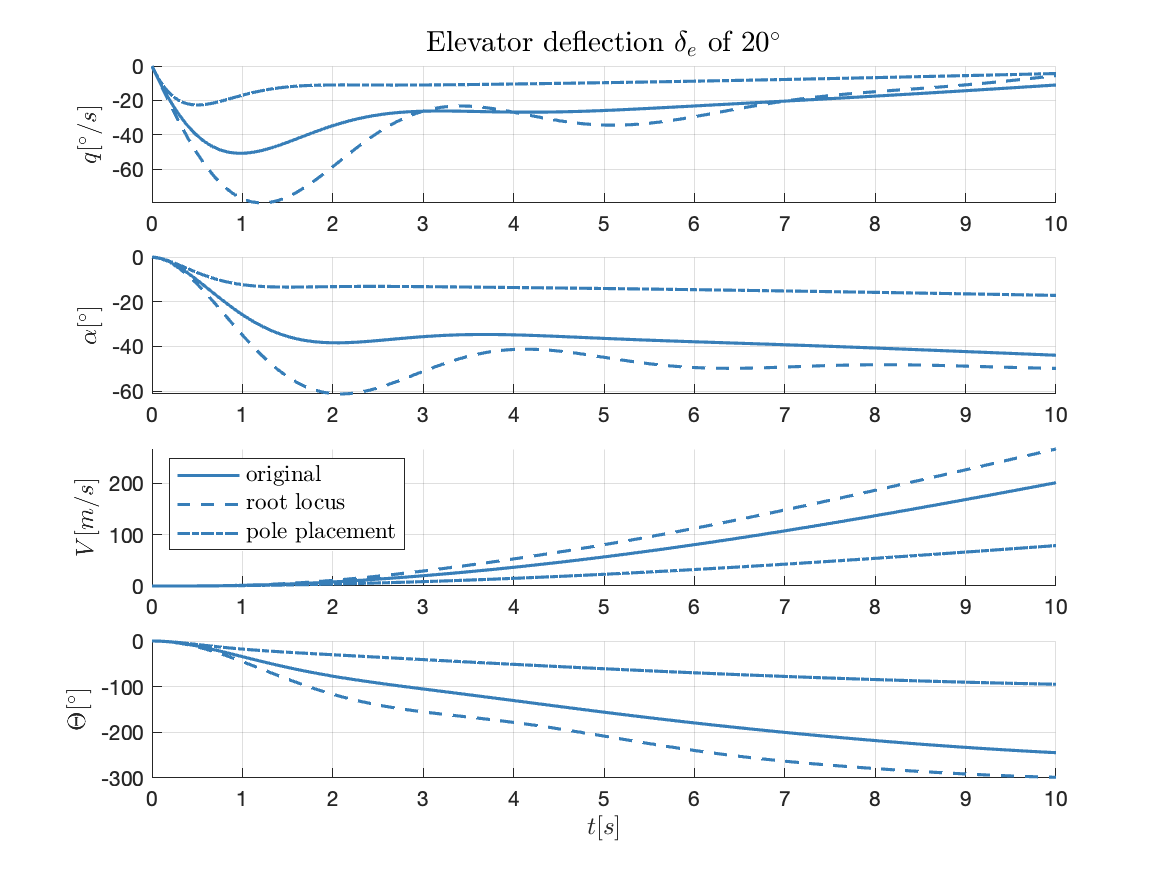 Elevator deflection δₑ of 20°
q[°/s]
0
-20
-40
-60
0 1 2 3 4 5 6 7 8 9 10
α[°]
0
-20
-40
-60
0 1 2 3 4 5 6 7 8 9 10
V[m/s]
200
100
0
original
root locus
pole placement
0 1 2 3 4 5 6 7 8 9 10
Θ[°]
0
-100
-200
-300
0 1 2 3 4 5 6 7 8 9 10
t[s]